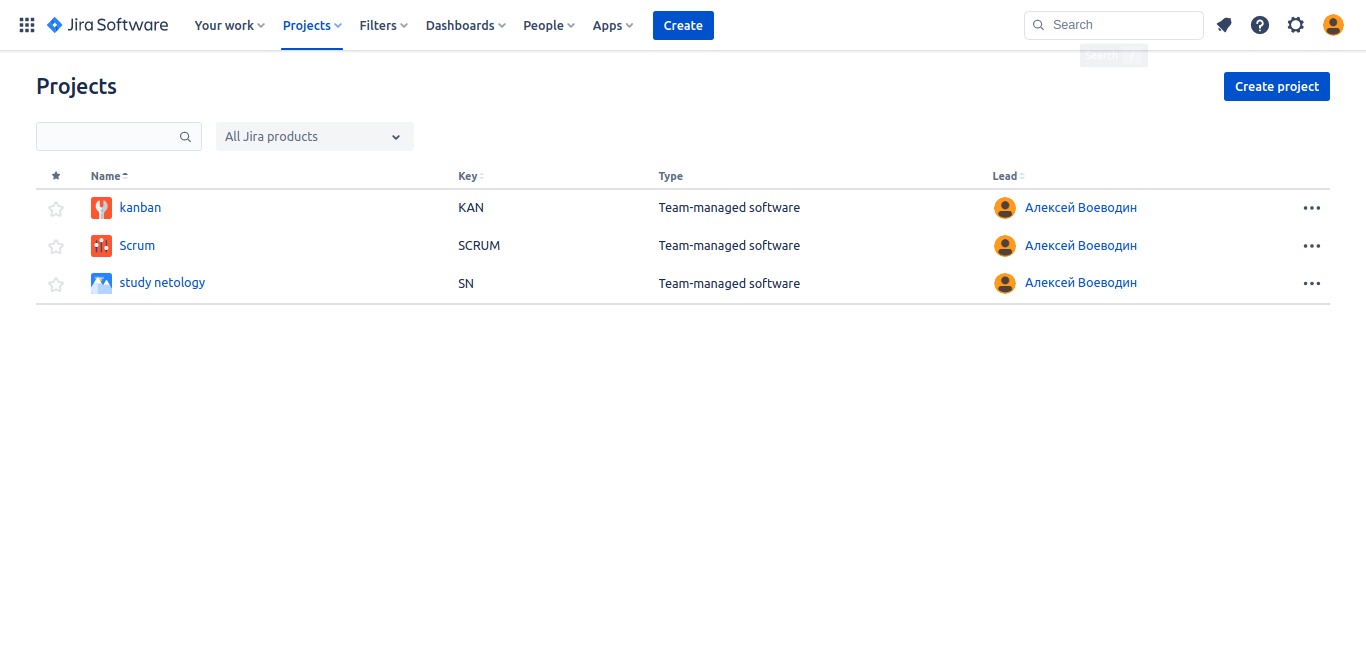 Jira Software Your work Projects Filters Dashboards People Apps Create Search
Search /
Projects Create project
All Jira products
Name Key Type Lead
kanban KAN Team-managed software Алексей Воеводин
Scrum SCRUM Team-managed software Алексей Воеводин
study netology SN Team-managed software Алексей Воеводин